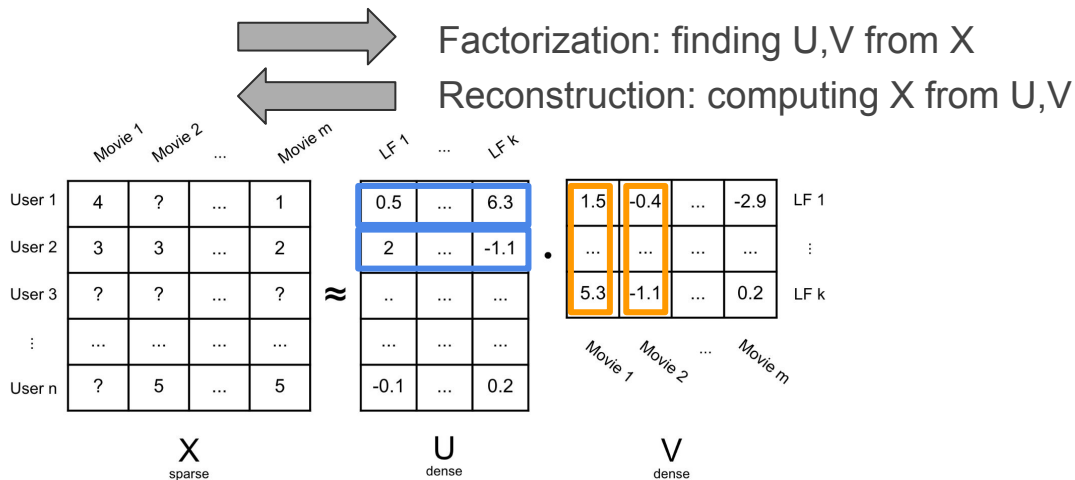 Factorization: finding U,V from X
Reconstruction: computing X from U,V
Movie 1 Movie 2 ... Movie m LF 1 ... LF k
User 1 4 ? ... 1 0.5 ... 6.3 1.5 -0.4 ... -2.9 LF 1
User 2 3 3 ... 2 2 ... -1.1 . ... ... ... ... ⋮
User 3 ? ? ... ? ≈ .. ... ... 5.3 -1.1 ... 0.2 LF k
⋮ ... ... ... ... ... ... ... Movie 1 Movie 2 ... Movie m
User n ? 5 ... 5 -0.1 ... 0.2
X U V
sparse dense dense